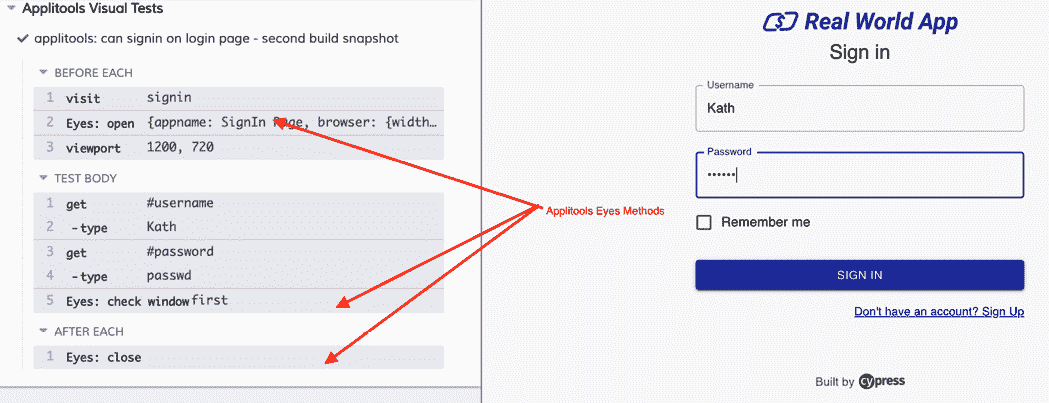 Applitools Visual Tests
applitools: can signin on login page - second build snapshot
BEFORE EACH
1 visit signin
2 Eyes: open {appname: SignIn Page, browser: {width…
3 viewport 1200, 720
TEST BODY
1 get #username
2 -type Kath
3 get #password
4 -type passwd
5 Eyes: check window first
AFTER EACH
1 Eyes: close
Applitools Eyes Methods
Real World App
Sign in
Username
Kath
Password
••••••
Remember me
SIGN IN
Don't have an account? Sign Up
Built by cypress